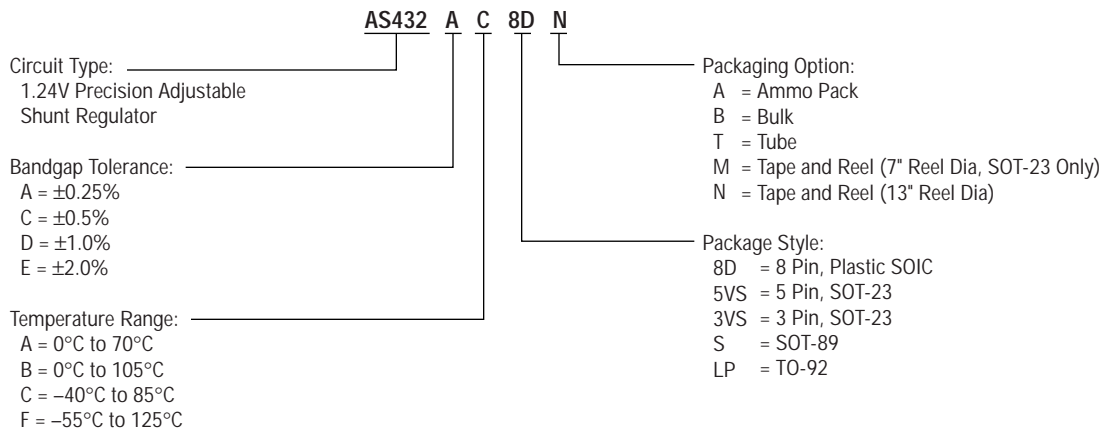 AS432 A C 8D N
Circuit Type:
1.24V Precision Adjustable
Shunt Regulator
Bandgap Tolerance:
A = ±0.25%
C = ±0.5%
D = ±1.0%
E = ±2.0%
Temperature Range:
A = 0°C to 70°C
B = 0°C to 105°C
C = –40°C to 85°C
F = –55°C to 125°C
Packaging Option:
A = Ammo Pack
B = Bulk
T = Tube
M = Tape and Reel (7" Reel Dia, SOT-23 Only)
N = Tape and Reel (13" Reel Dia)
Package Style:
8D = 8 Pin, Plastic SOIC
5VS = 5 Pin, SOT-23
3VS = 3 Pin, SOT-23
S = SOT-89
LP = TO-92